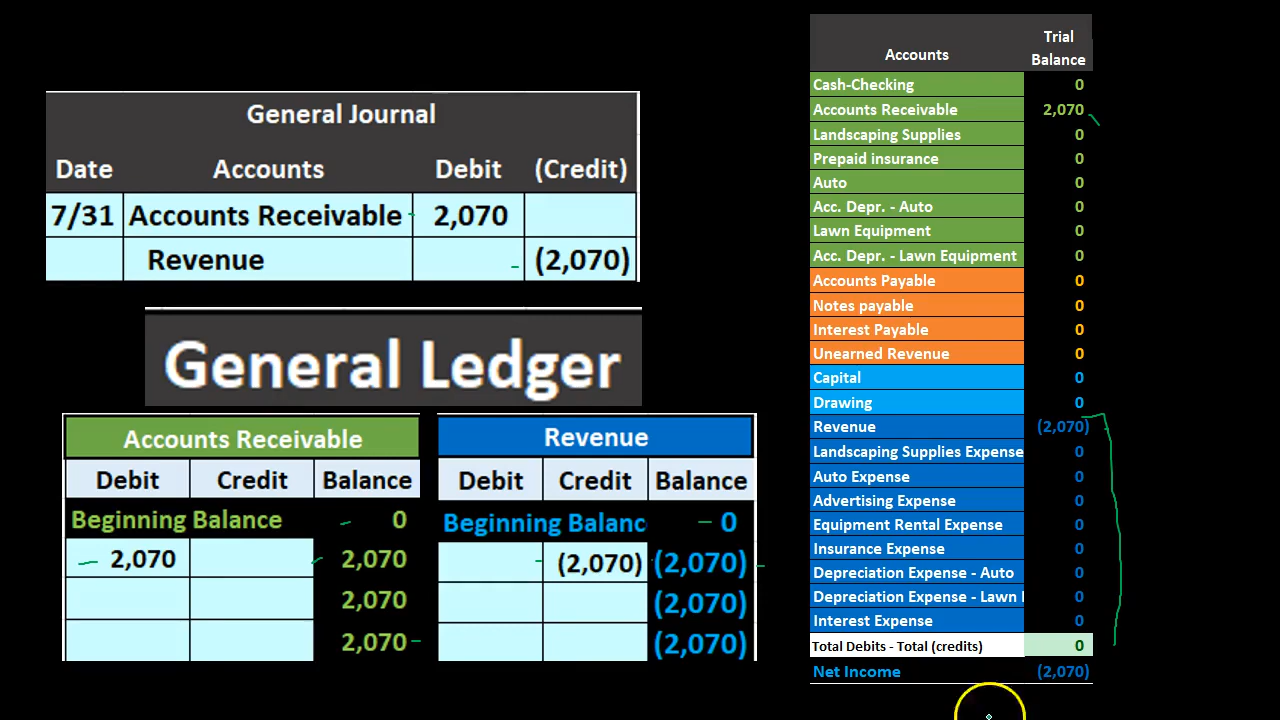 General Journal
Date Accounts Debit (Credit)
7/31 Accounts Receivable 2,070
Revenue (2,070)
General Ledger
Accounts Receivable
Debit Credit Balance
Beginning Balance 0
2,070 2,070
2,070
2,070
Revenue
Debit Credit Balance
Beginning Balanc 0
(2,070) (2,070)
(2,070)
(2,070)
Accounts Trial Balance
Cash-Checking 0
Accounts Receivable 2,070
Landscaping Supplies 0
Prepaid insurance 0
Auto 0
Acc. Depr. - Auto 0
Lawn Equipment 0
Acc. Depr. - Lawn Equipment 0
Accounts Payable 0
Notes payable 0
Interest Payable 0
Unearned Revenue 0
Capital 0
Drawing 0
Revenue (2,070)
Landscaping Supplies Expense 0
Auto Expense 0
Advertising Expense 0
Equipment Rental Expense 0
Insurance Expense 0
Depreciation Expense - Auto 0
Depreciation Expense - Lawn 0
Interest Expense 0
Total Debits - Total (credits) 0
Net Income (2,070)